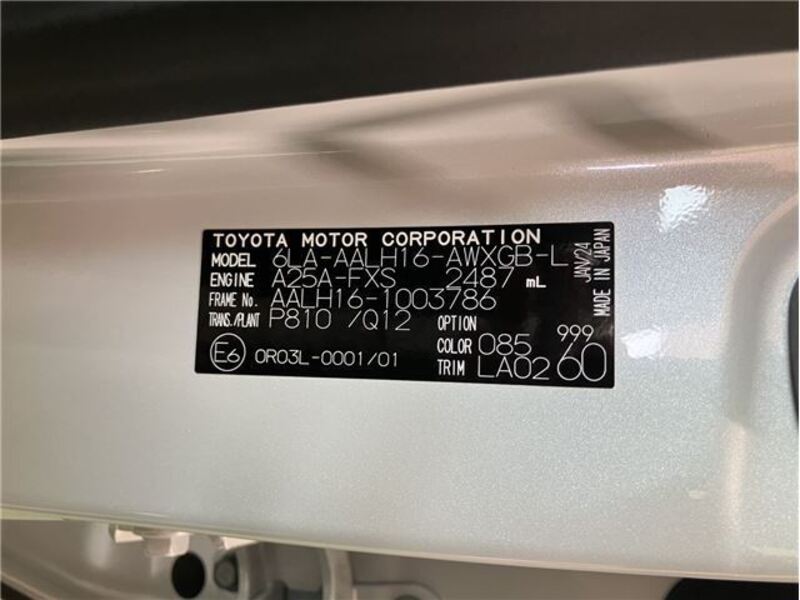 TOYOTA MOTOR CORPORATION
MODEL 6LA-AALH16-AWXGB-L
ENGINE A25A-FXS 2487 mL
FRAME No. AALH16-1003786
TRANS./PLANT P810 /Q12 OPTION 999
COLOR 085 60
TRIM LA02
E6 0R03L-0001/01
JAN/24
MADE IN JAPAN